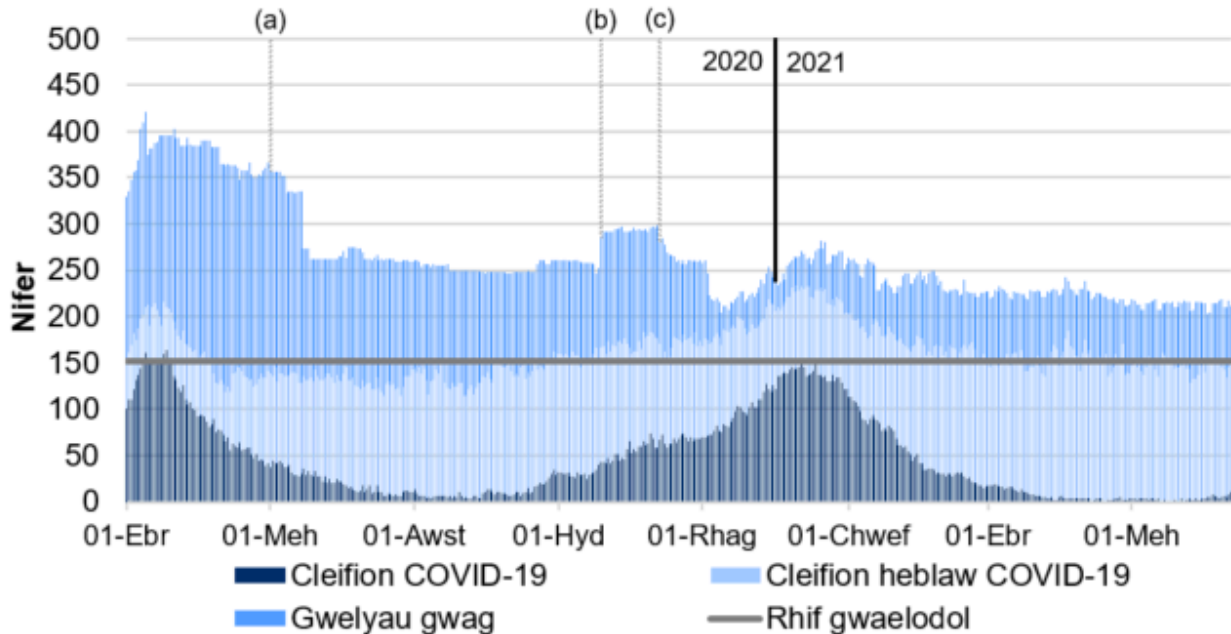 (a) (b) (c)
500
2020 2021
450
400
350
300
250
200
150
100
50
0
Nifer
01-Ebr 01-Meh 01-Awst 01-Hyd 01-Rhag 01-Chwef 01-Ebr 01-Meh
Cleifion COVID-19 Cleifion heblaw COVID-19
Gwelyau gwag Rhif gwaelodol